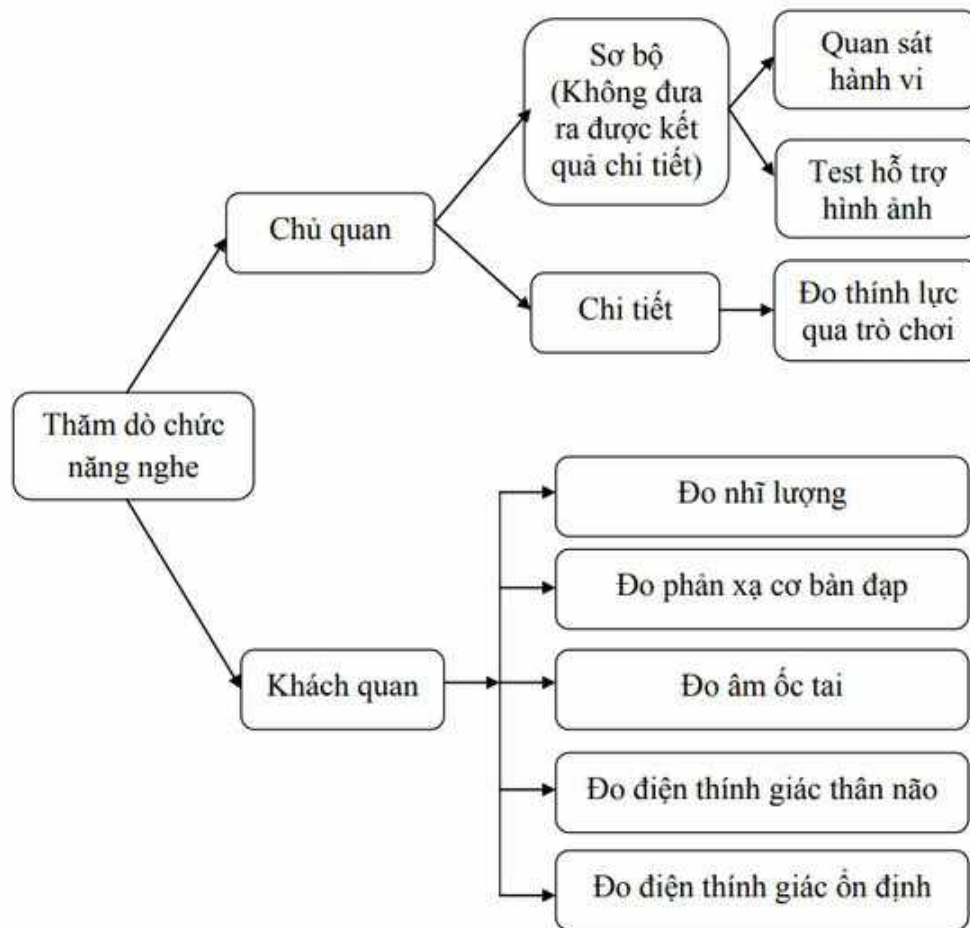 Sơ bộ
(Không đưa
ra được kết
quả chi tiết)
Quan sát
hành vi
Test hỗ trợ
hình ảnh
Chủ quan
Chi tiết
Đo thính lực
qua trò chơi
Thăm dò chức
năng nghe
Khách quan
Đo nhĩ lượng
Đo phản xạ cơ bàn đạp
Đo âm ốc tai
Đo điện thính giác thân não
Đo điện thính giác ổn định